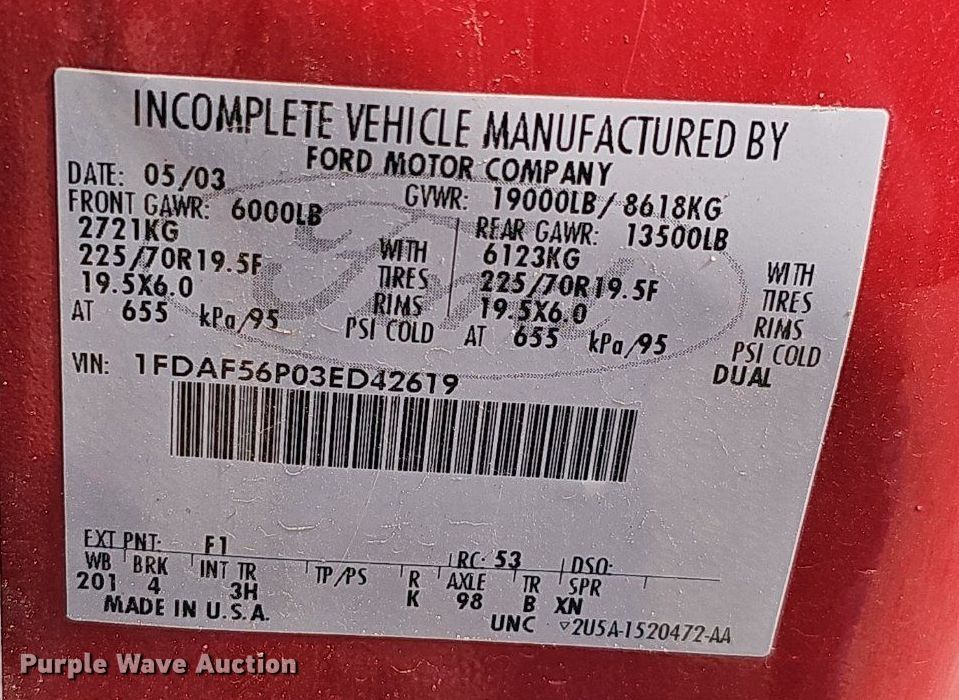 INCOMPLETE VEHICLE MANUFACTURED BY
FORD MOTOR COMPANY
DATE: 05/03 GVWR: 19000LB / 8618KG
FRONT GAWR: 6000LB REAR GAWR: 13500LB
2721KG WITH 6123KG WITH
225/70R19.5F TIRES 225/70R19.5F TIRES
19.5X6.0 RIMS 19.5X6.0 RIMS
AT 655 kPa/95 PSI COLD AT 655 kPa/95 PSI COLD
DUAL
VIN: 1FDAF56P03ED42619
EXT PNT: F1 RC: 53 DSO:
WB BRK INT TR TP/PS R AXLE TR SPR
201 4 3H K 98 B XN
MADE IN U.S.A. UNC ▽2U5A-1520472-AA
Purple Wave Auction